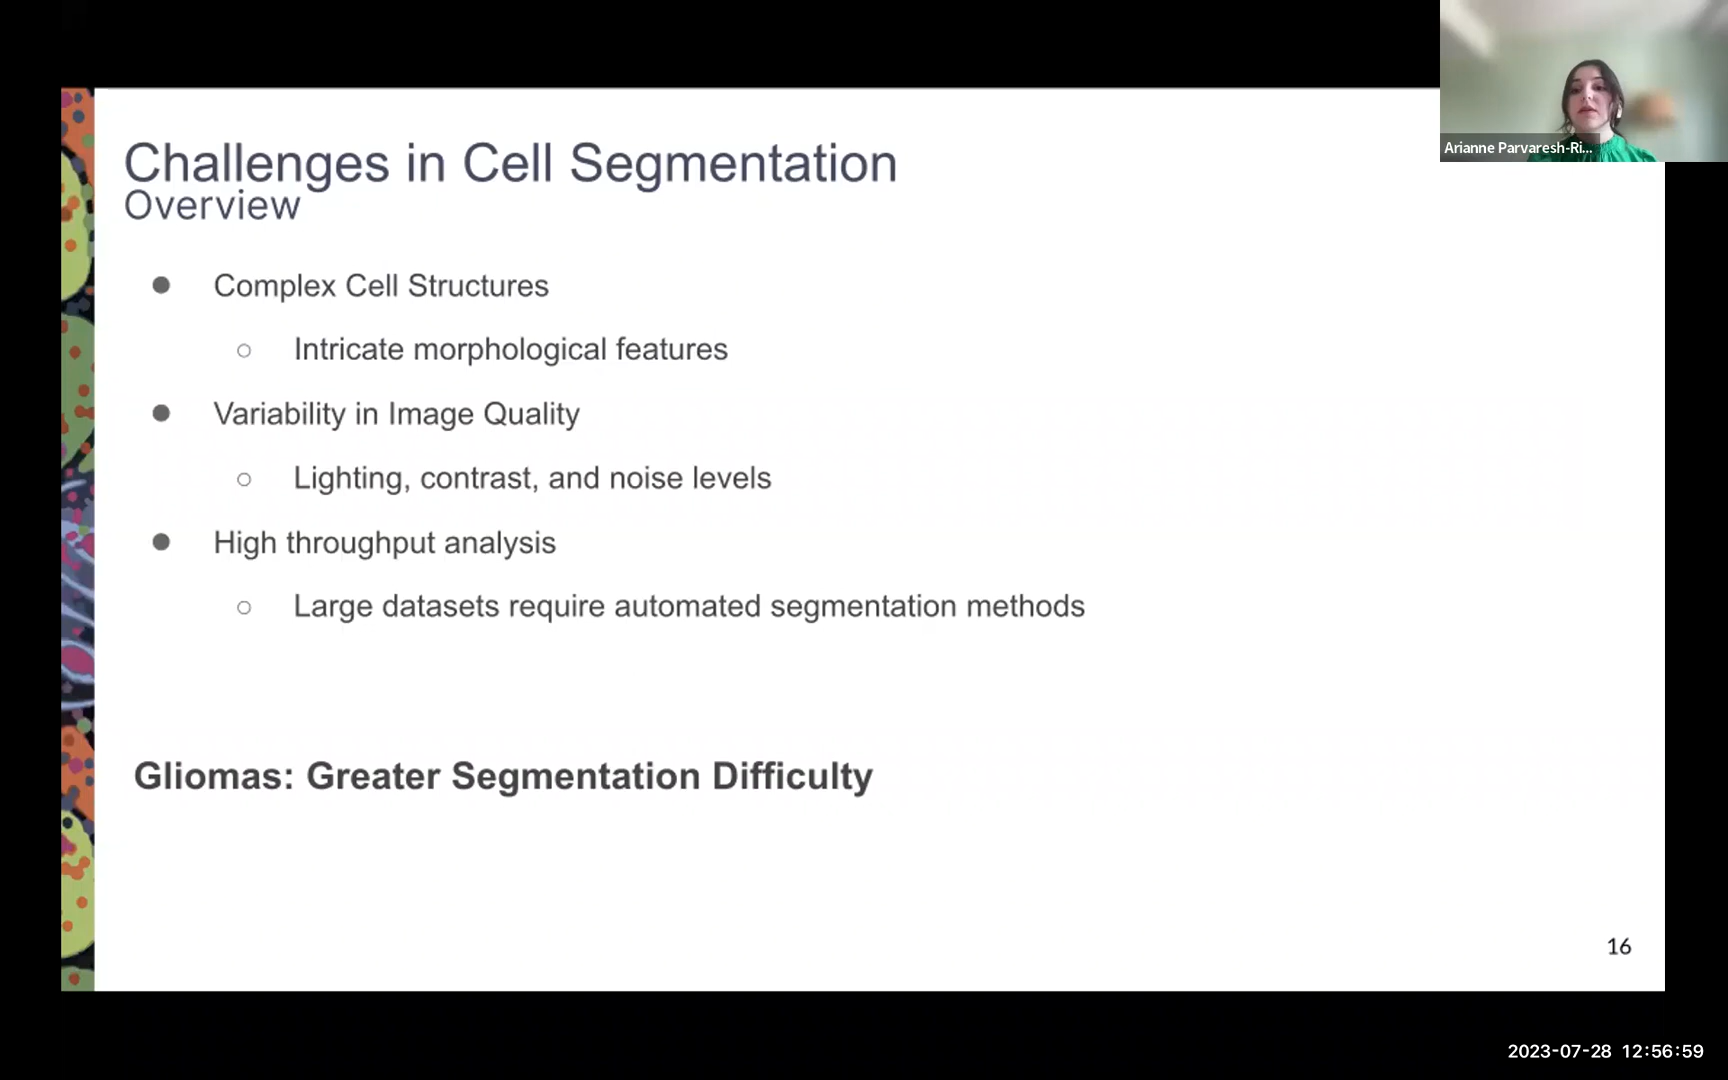 Arianne Parvaresh-Ri...
Challenges in Cell Segmentation
Overview
● Complex Cell Structures
○ Intricate morphological features
● Variability in Image Quality
○ Lighting, contrast, and noise levels
● High throughput analysis
○ Large datasets require automated segmentation methods
Gliomas: Greater Segmentation Difficulty
16
2023-07-28 12:56:59